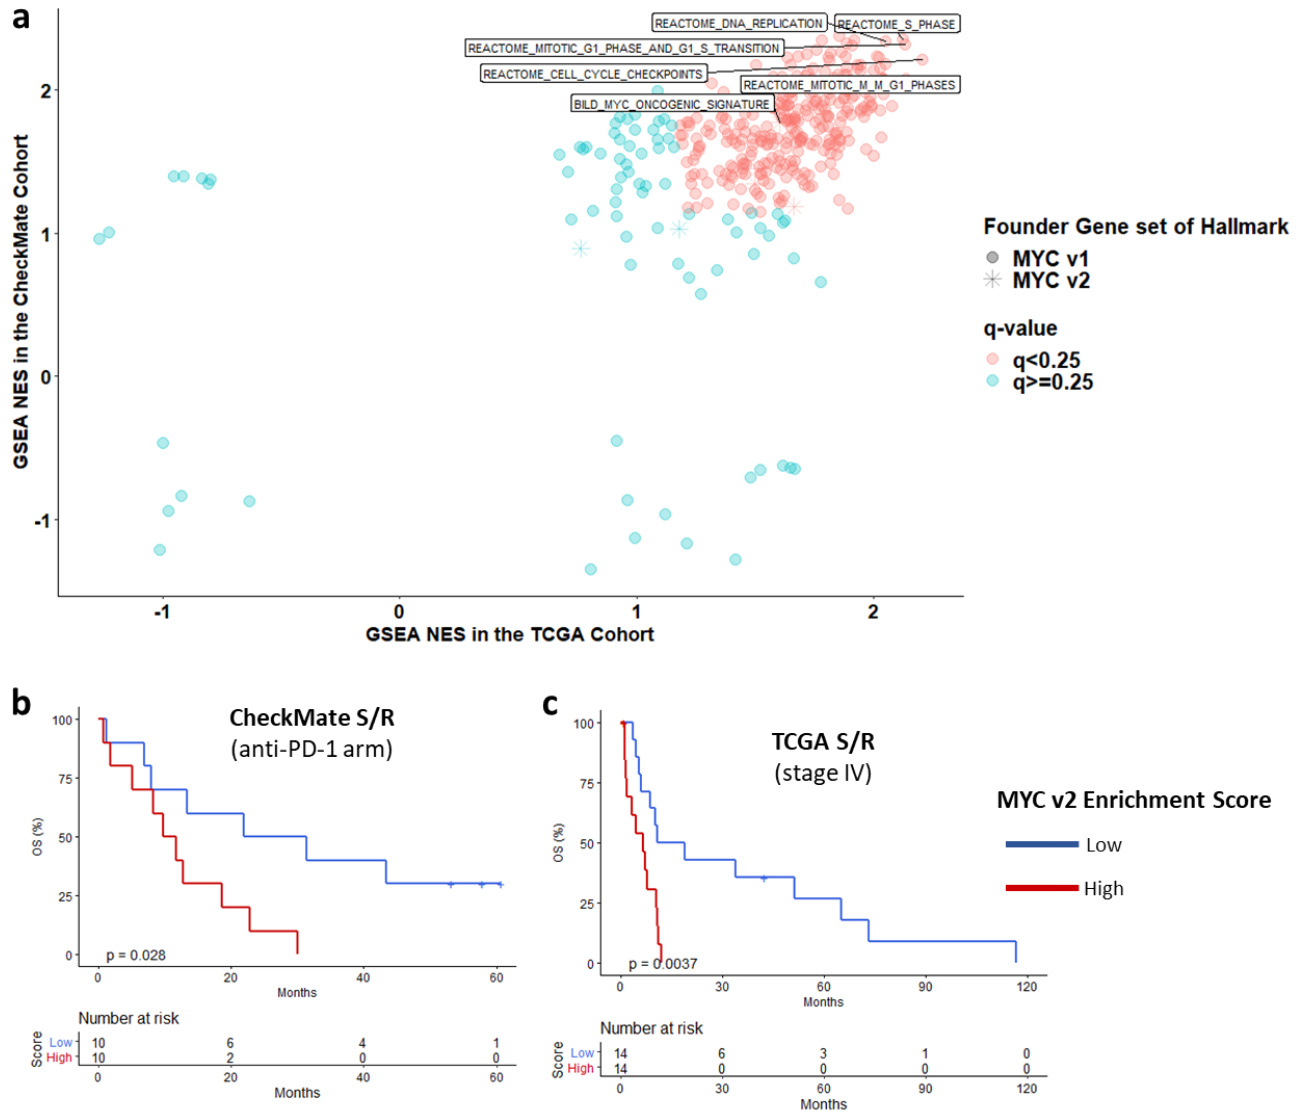 a
REACTOME_DNA_REPLICATION
REACTOME_S_PHASE
REACTOME_MITOTIC_G1_PHASE_AND_G1_S_TRANSITION
REACTOME_CELL_CYCLE_CHECKPOINTS
REACTOME_MITOTIC_M_M_G1_PHASES
BILD_MYC_ONCOGENIC_SIGNATURE
GSEA NES in the CheckMate Cohort
2
1
0
-1
-1 0 1 2
GSEA NES in the TCGA Cohort
Founder Gene set of Hallmark
MYC v1
MYC v2
q-value
q<0.25
q>=0.25
b
CheckMate S/R
(anti-PD-1 arm)
OS (%)
100
75
50
25
0
p = 0.028
0 20 40 60
Months
Number at risk
Score
Low 10 6 4 1
High 10 2 0 0
0 20 40 60
Months
c
TCGA S/R
(stage IV)
OS (%)
100
75
50
25
0
p = 0.0037
0 30 60 90 120
Months
Number at risk
Score
Low 14 6 3 1 0
High 14 0 0 0 0
0 30 60 90 120
Months
MYC v2 Enrichment Score
Low
High